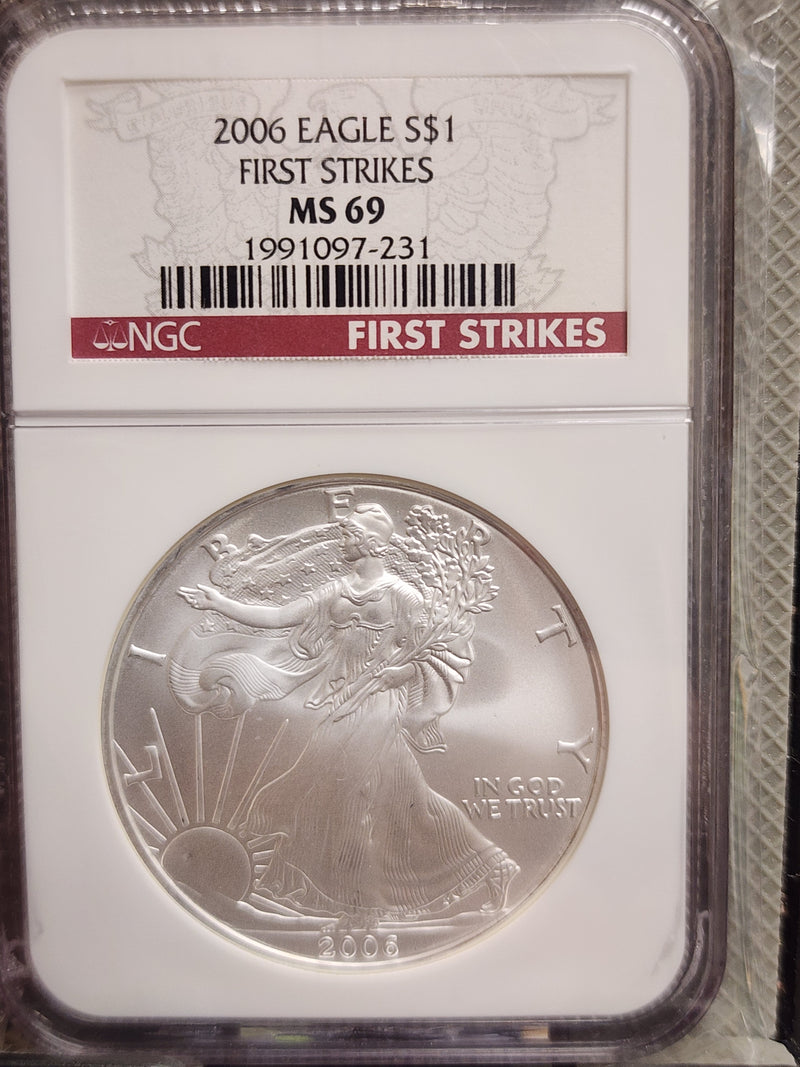 2006 EAGLE S$1
FIRST STRIKES
MS 69
1991097-231
NGC FIRST STRIKES
LIBERTY
IN GOD
WE TRUST
2006